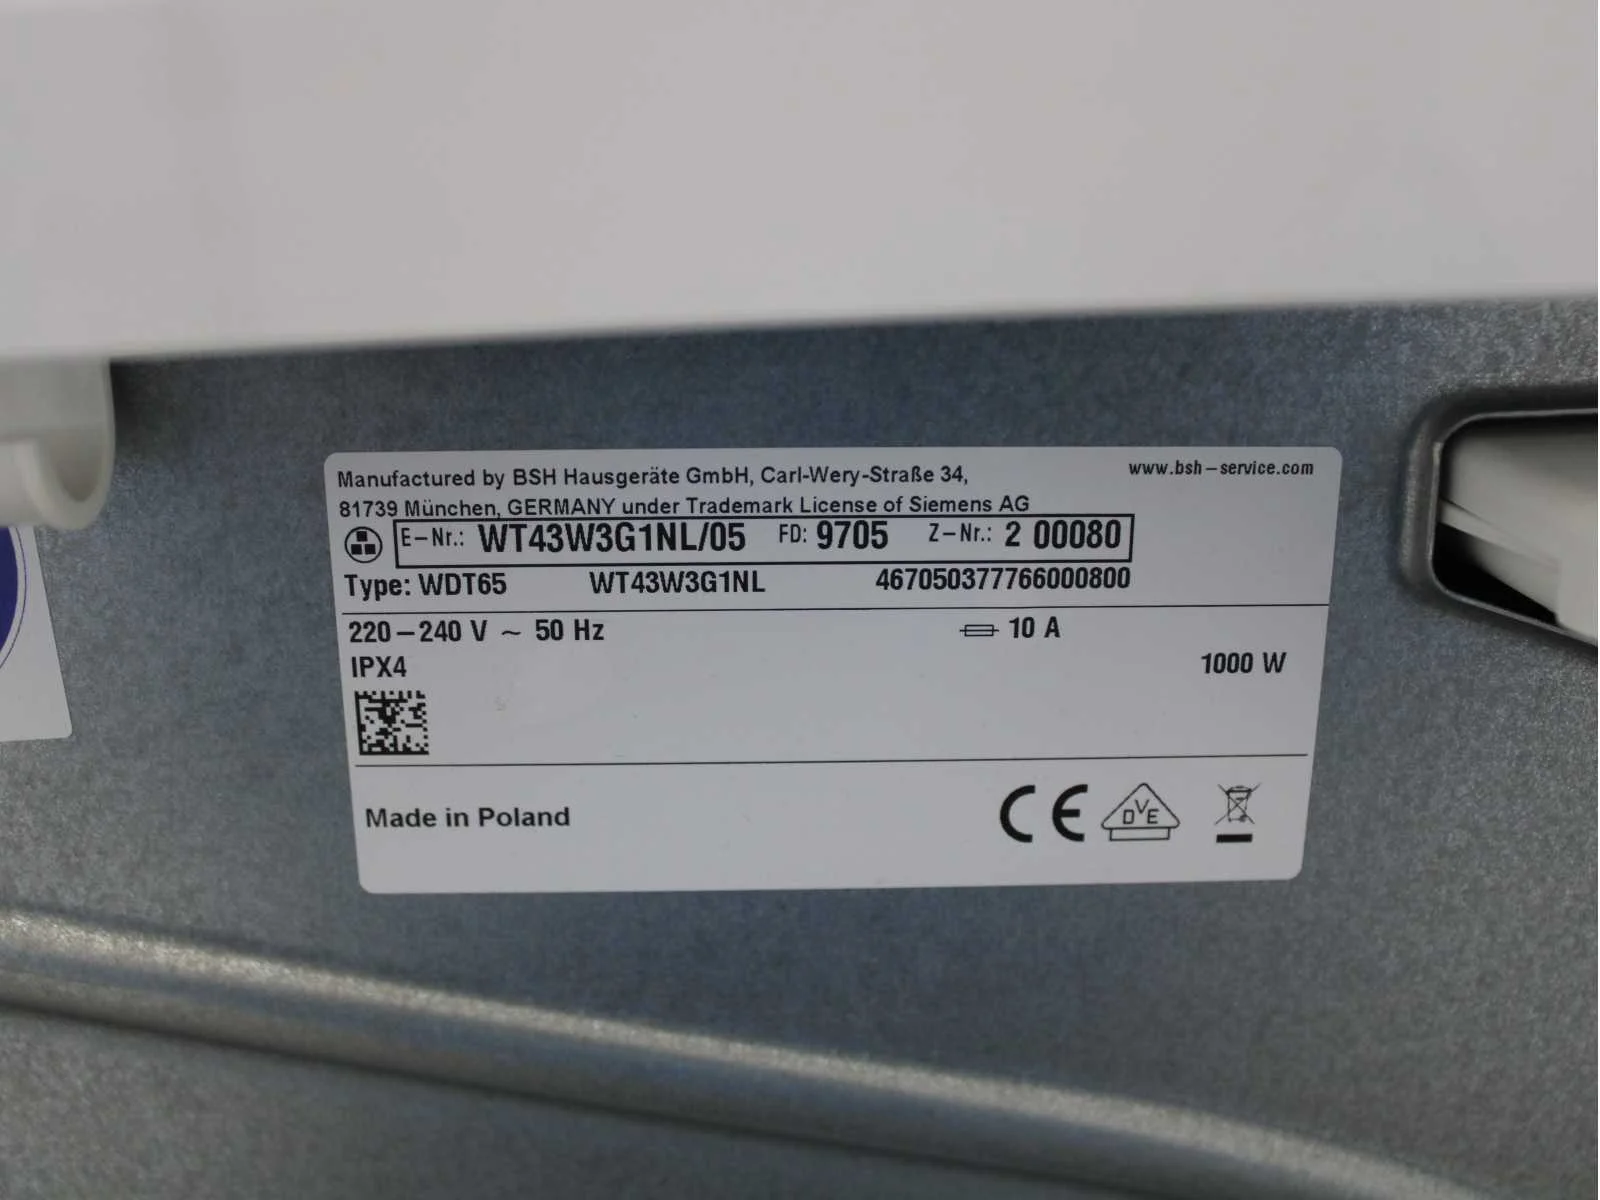 Manufactured by BSH Hausgeräte GmbH, Carl-Wery-Straße 34,
www.bsh-service.com
81739 München, GERMANY under Trademark License of Siemens AG
E-Nr.: WT43W3G1NL/05 FD: 9705 Z-Nr.: 2 00080
Type: WDT65 WT43W3G1NL 467050377766000800
220-240 V ~ 50 Hz 10 A
IPX4 1000 W
Made in Poland
CE DVE